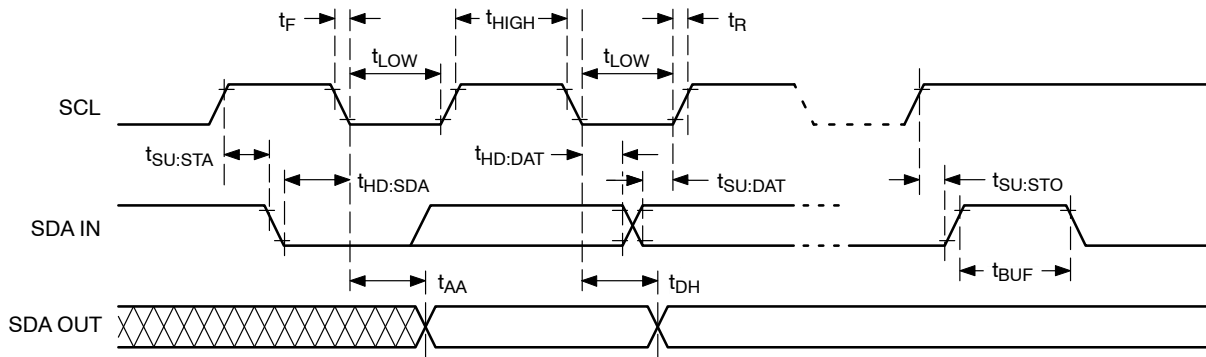 tF
tHIGH
tR
tLOW
tLOW
SCL
tSU:STA
tHD:DAT
tHD:SDA
tSU:DAT
tSU:STO
SDA IN
tBUF
tAA
tDH
SDA OUT